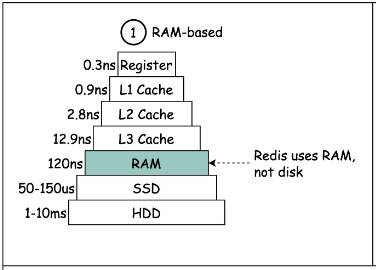 1 RAM-based
0.3ns Register
0.9ns L1 Cache
2.8ns L2 Cache
12.9ns L3 Cache
120ns RAM
Redis uses RAM,
not disk
50-150us SSD
1-10ms HDD